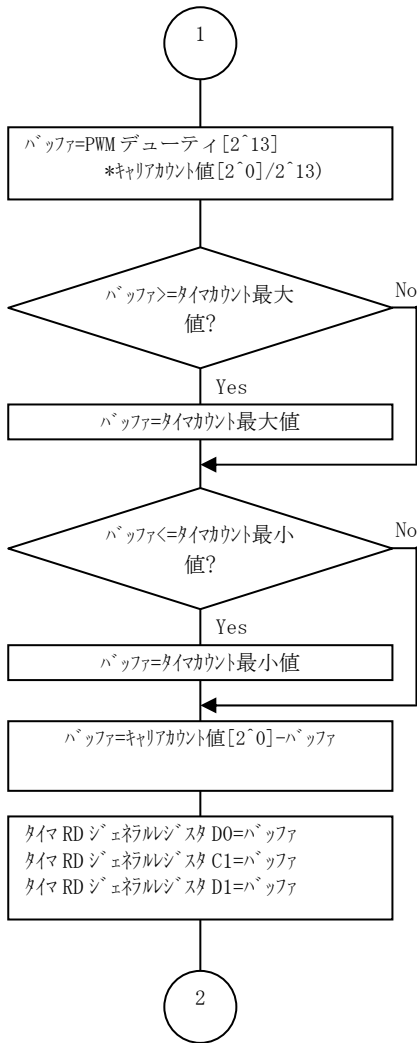 1
バッファ=PWM デューティ[2^13]
*キャリアカウント値[2^0]/2^13)
バッファ>=タイマカウント最大
値?
No
Yes
バッファ=タイマカウント最大値
バッファ<=タイマカウント最小
値?
No
Yes
バッファ=タイマカウント最小値
バッファ=キャリアカウント値[2^0]-バッファ
タイマ RD ジェネラルレジスタ D0=バッファ
タイマ RD ジェネラルレジスタ C1=バッファ
タイマ RD ジェネラルレジスタ D1=バッファ
2